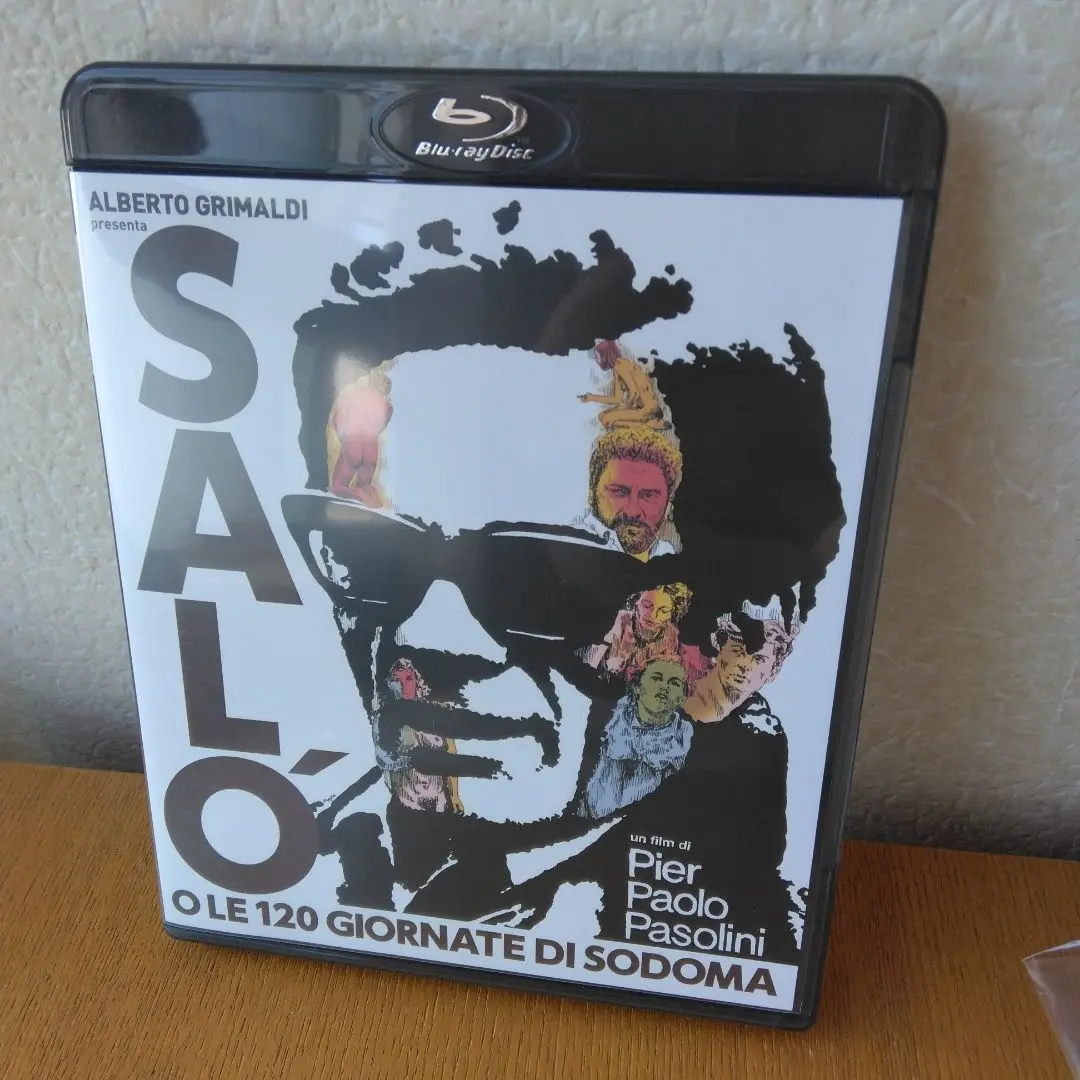 Blu-ray Disc
ALBERTO GRIMALDI
presenta
SALÓ
O LE 120 GIORNATE DI SODOMA
un film di
Pier
Paolo
Pasolini